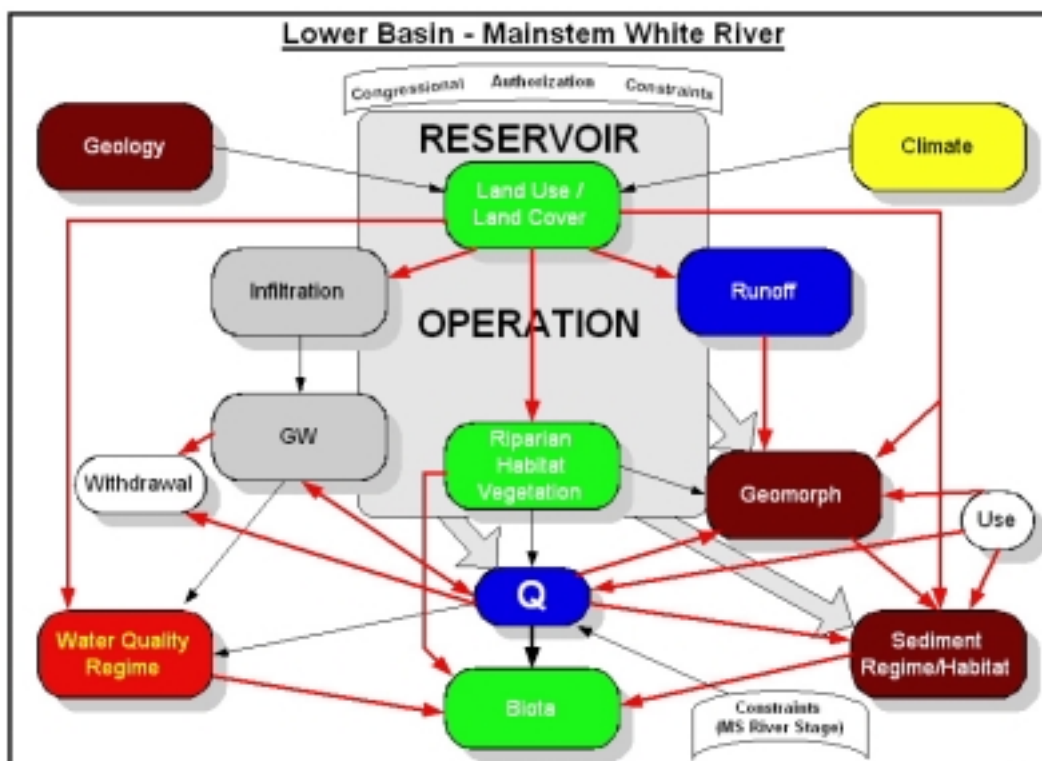 Lower Basin - Mainstem White River
Congressional Authorization Constraints
RESERVOIR
Geology
Climate
Land Use /
Land Cover
Infiltration
Runoff
OPERATION
GW
Riparian
Habitat
Vegetation
Withdrawal
Geomorph
Use
Q
Water Quality
Regime
Sediment
Regime/Habitat
Biota
Constraints
(MS River Stage)